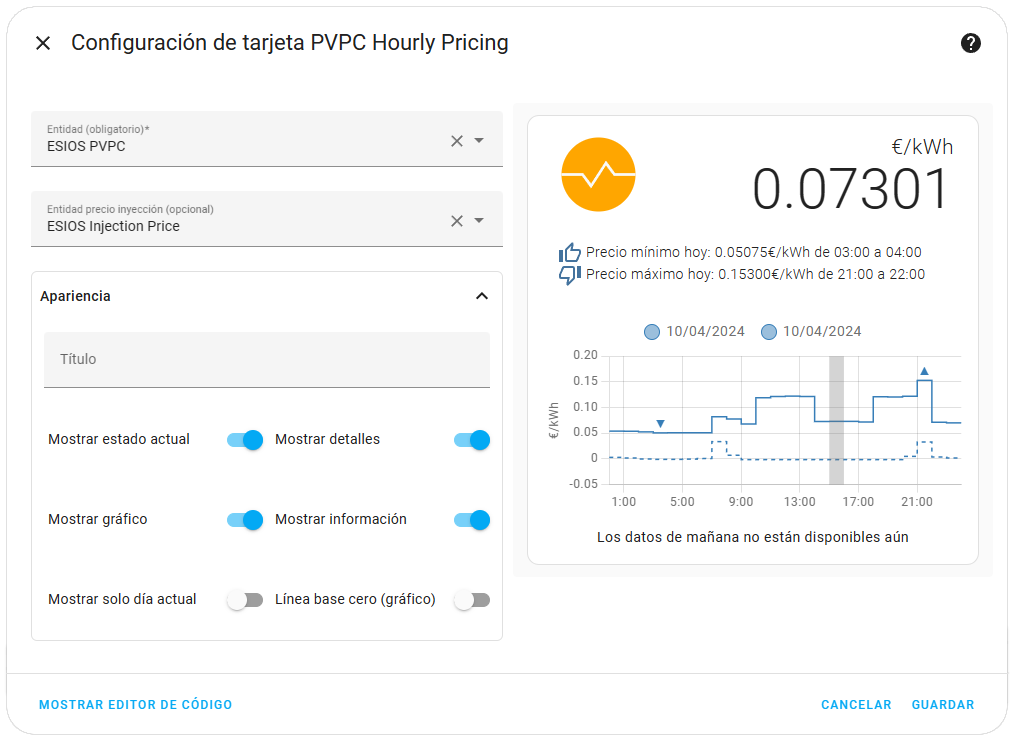 Configuración de tarjeta PVPC Hourly Pricing
Entidad (obligatorio)*
ESIOS PVPC
Entidad precio inyección (opcional)
ESIOS Injection Price
Apariencia
Título
Mostrar estado actual
Mostrar detalles
Mostrar gráfico
Mostrar información
Mostrar solo día actual
Línea base cero (gráfico)
€/kWh
0.07301
Precio mínimo hoy: 0.05075€/kWh de 03:00 a 04:00
Precio máximo hoy: 0.15300€/kWh de 21:00 a 22:00
10/04/2024 10/04/2024
€/kWh
0.20
0.15
0.10
0.05
0
-0.05
1:00 5:00 9:00 13:00 17:00 21:00
Los datos de mañana no están disponibles aún
MOSTRAR EDITOR DE CÓDIGO
CANCELAR GUARDAR